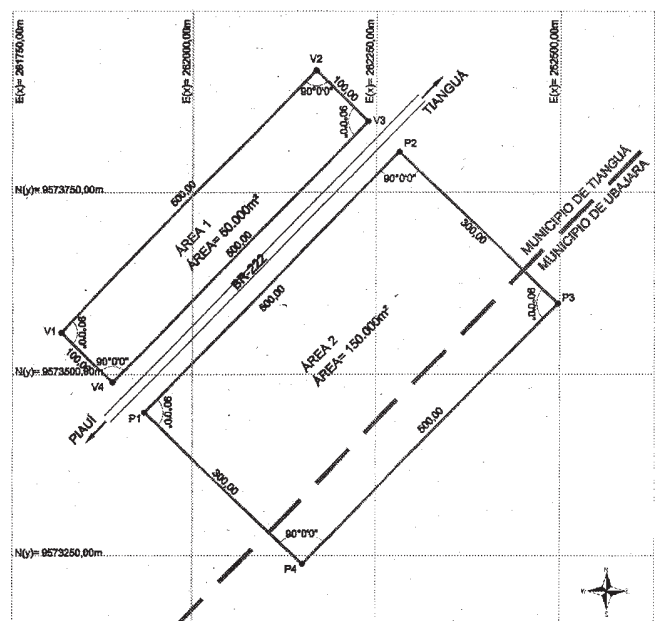 E(x)= 261750,00m
E(x)= 262000,00m
E(x)= 262250,00m
E(x)= 262500,00m
V2
100,00
90°0'0"
90°0'0"
V3
TIANGUÁ
P2
N(y)= 9573750,00m
90°0'0"
500,00
ÁREA 1
ÁREA= 50.000m²
500,00
BR-222
500,00
300,00
MUNICIPIO DE TIANGUÁ
MUNICIPIO DE UBAJARA
90°0'0"
P3
V1
90°0'0"
100,00
90°0'0"
V4
N(y)= 9573500,00m
ÁREA 2
ÁREA= 150.000m²
PIAUÍ
P1
90°0'0"
500,00
300,00
90°0'0"
P4
N(y)= 9573250,00m
N
W
E
S